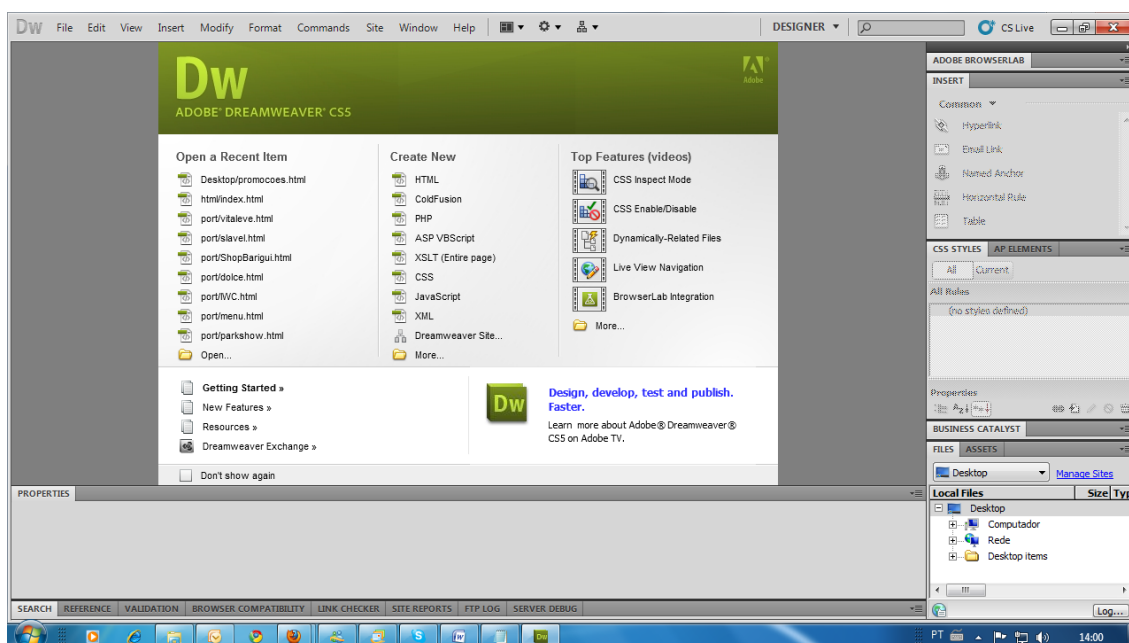 DW File Edit View Insert Modify Format Commands Site Window Help DESIGNER CS Live
Dw
Adobe
ADOBE® DREAMWEAVER® CS5
Open a Recent Item
Desktop/promocoes.html
html/index.html
port/vitaleve.html
port/slavel.html
port/ShopBarigui.html
port/dolce.html
port/IWC.html
port/menu.html
port/parkshow.html
Open...
Create New
HTML
ColdFusion
PHP
ASP VBScript
XSLT (Entire page)
CSS
JavaScript
XML
Dreamweaver Site...
More...
Top Features (videos)
CSS Inspect Mode
CSS Enable/Disable
Dynamically-Related Files
Live View Navigation
BrowserLab Integration
More...
Getting Started »
New Features »
Resources »
Dreamweaver Exchange »
Dw
Design, develop, test and publish.
Faster.
Learn more about Adobe® Dreamweaver®
CS5 on Adobe TV.
Don't show again
ADOBE BROWSERLAB
INSERT
Common
Hyperlink
Email Link
Named Anchor
Horizontal Rule
Table
CSS STYLES AP ELEMENTS
All Current
All Rules
(no styles defined)
Properties
BUSINESS CATALYST
FILES ASSETS
Desktop Manage Sites
Local Files Size Typ
Desktop
Computador
Rede
Desktop items
Log...
PROPERTIES
SEARCH REFERENCE VALIDATION BROWSER COMPATIBILITY LINK CHECKER SITE REPORTS FTP LOG SERVER DEBUG
Dw PT 14:00